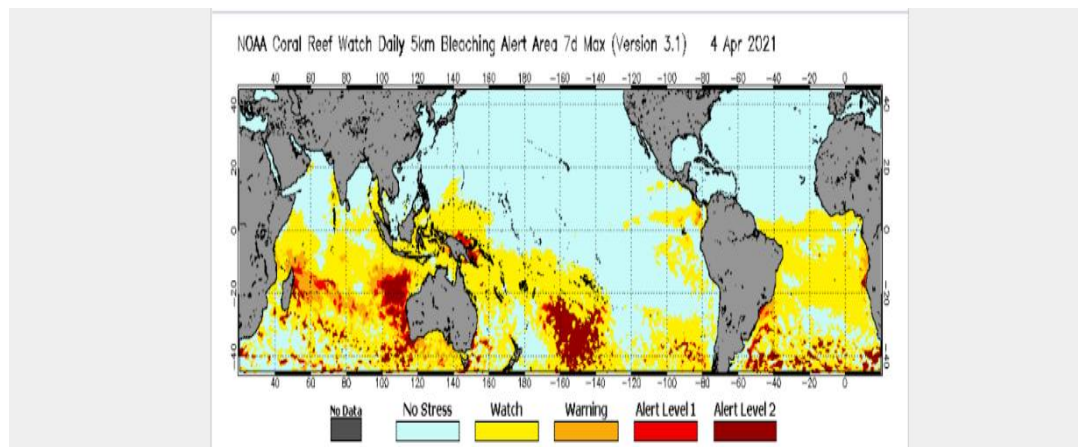 NOAA Coral Reef Watch Daily 5km Bleaching Alert Area 7d Max (Version 3.1) 4 Apr 2021
40 60 80 100 120 140 160 180 -160 -140 -120 -100 -80 -60 -40 -20 0
40 40
20 20
0 0
-20 -20
-40 -40
40 60 80 100 120 140 160 180 -160 -140 -120 -100 -80 -60 -40 -20 0
No Data No Stress Watch Warning Alert Level 1 Alert Level 2